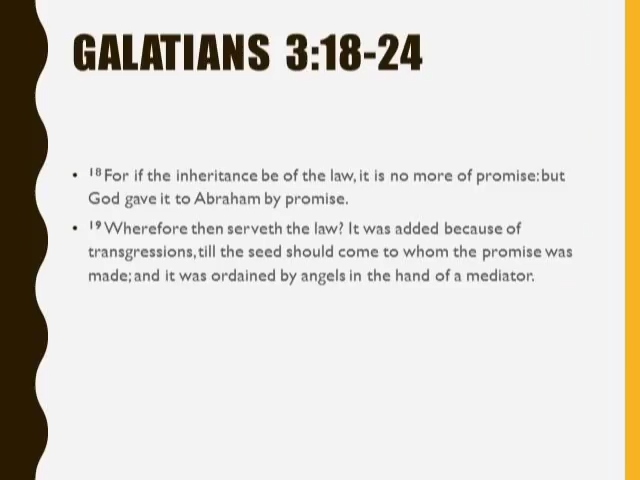 GALATIANS 3:18-24
• ¹⁸ For if the inheritance be of the law, it is no more of promise: but
God gave it to Abraham by promise.
• ¹⁹ Wherefore then serveth the law? It was added because of
transgressions, till the seed should come to whom the promise was
made; and it was ordained by angels in the hand of a mediator.